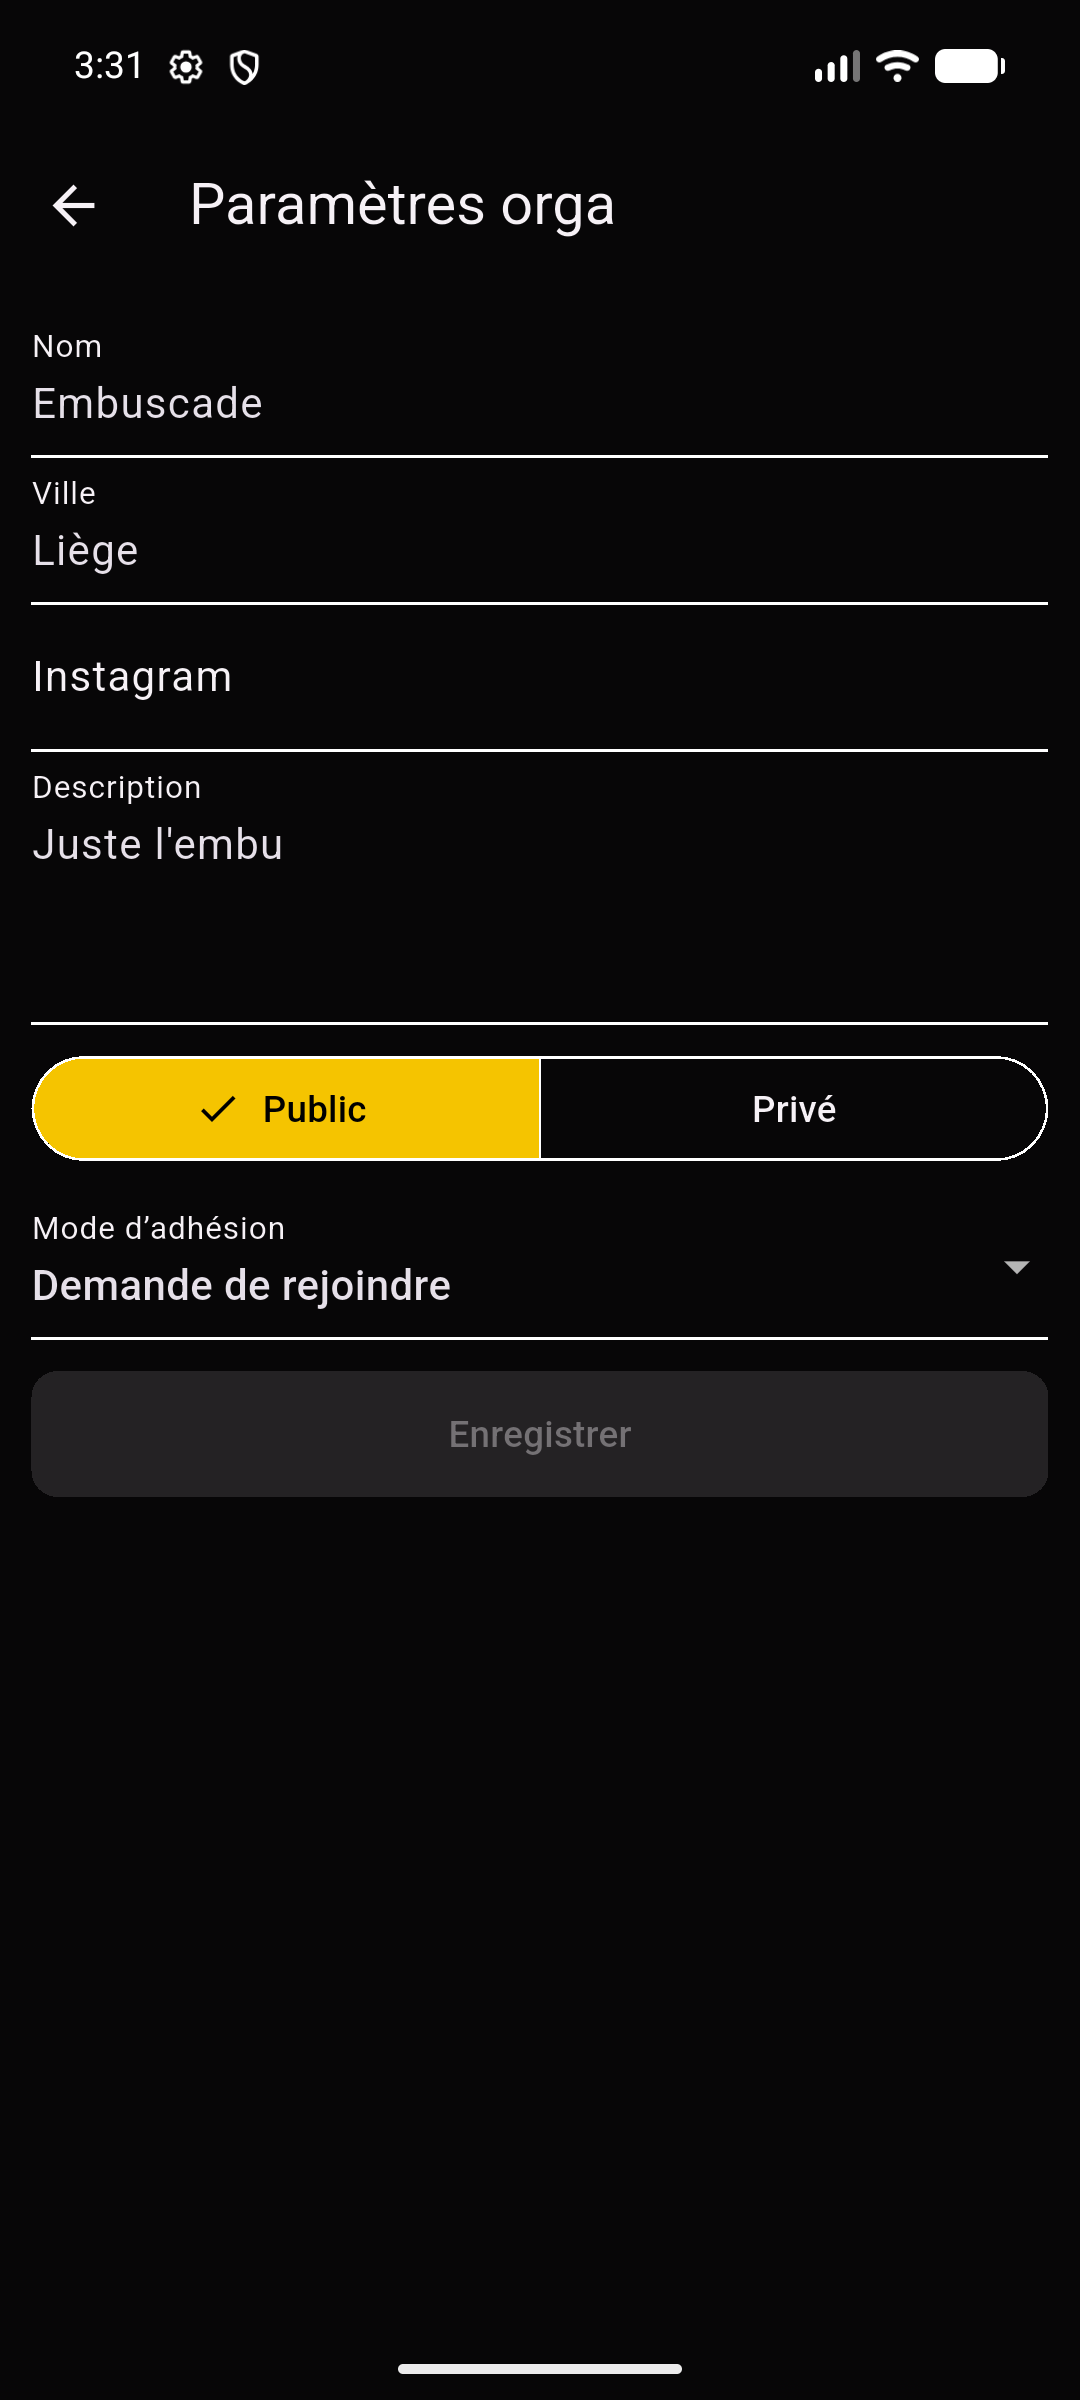 3:31
Paramètres orga
Nom
Embuscade
Ville
Liège
Instagram
Description
Juste l'embu
Public
Privé
Mode d’adhésion
Demande de rejoindre
Enregistrer